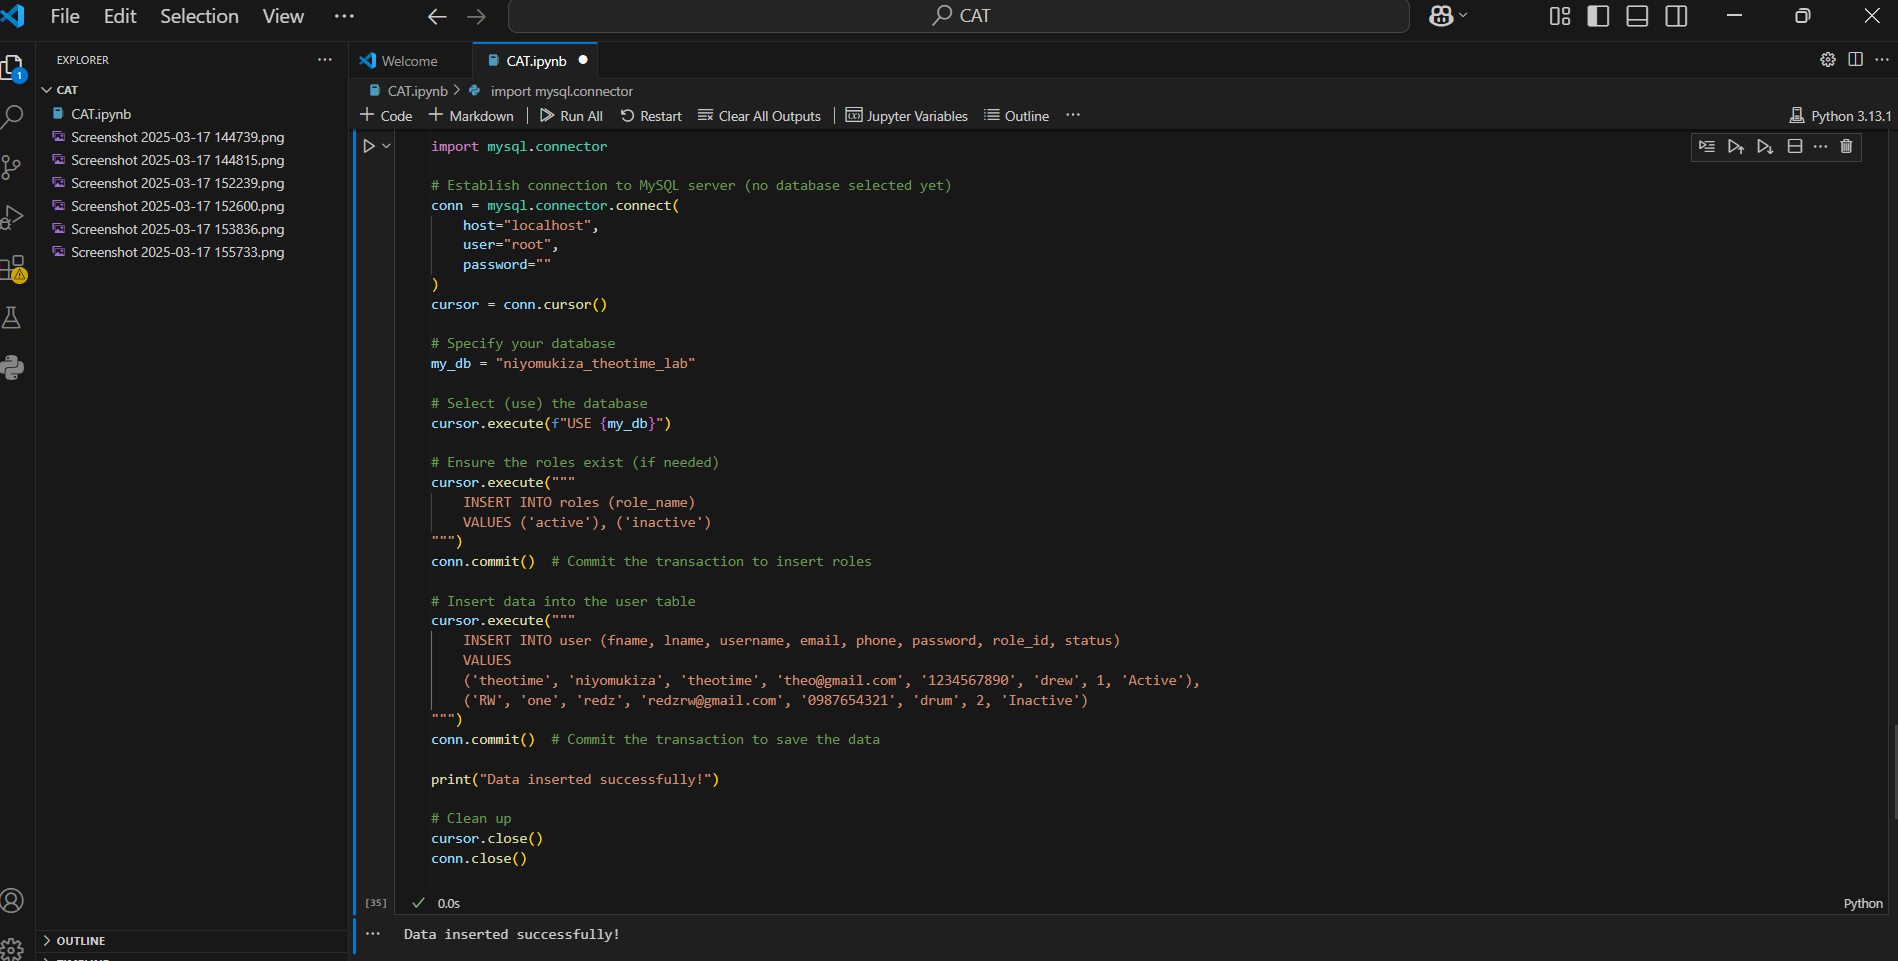 File Edit Selection View ... CAT
EXPLORER ...
CAT
CAT.ipynb
Screenshot 2025-03-17 144739.png
Screenshot 2025-03-17 144815.png
Screenshot 2025-03-17 152239.png
Screenshot 2025-03-17 152600.png
Screenshot 2025-03-17 153836.png
Screenshot 2025-03-17 155733.png
OUTLINE
1
Welcome CAT.ipynb
CAT.ipynb > import mysql.connector
+ Code + Markdown | Run All Restart Clear All Outputs | Jupyter Variables Outline ... Python 3.13.1
import mysql.connector
# Establish connection to MySQL server (no database selected yet)
conn = mysql.connector.connect(
    host="localhost",
    user="root",
    password=""
)
cursor = conn.cursor()
# Specify your database
my_db = "niyomukiza_theotime_lab"
# Select (use) the database
cursor.execute(f"USE {my_db}")
# Ensure the roles exist (if needed)
cursor.execute("""
    INSERT INTO roles (role_name)
    VALUES ('active'), ('inactive')
""")
conn.commit()  # Commit the transaction to insert roles
# Insert data into the user table
cursor.execute("""
    INSERT INTO user (fname, lname, username, email, phone, password, role_id, status)
    VALUES
    ('theotime', 'niyomukiza', 'theotime', 'theo@gmail.com', '1234567890', 'drew', 1, 'Active'),
    ('RW', 'one', 'redz', 'redzrw@gmail.com', '0987654321', 'drum', 2, 'Inactive')
""")
conn.commit()  # Commit the transaction to save the data
print("Data inserted successfully!")
# Clean up
cursor.close()
conn.close()
[35] 0.0s Python
... Data inserted successfully!